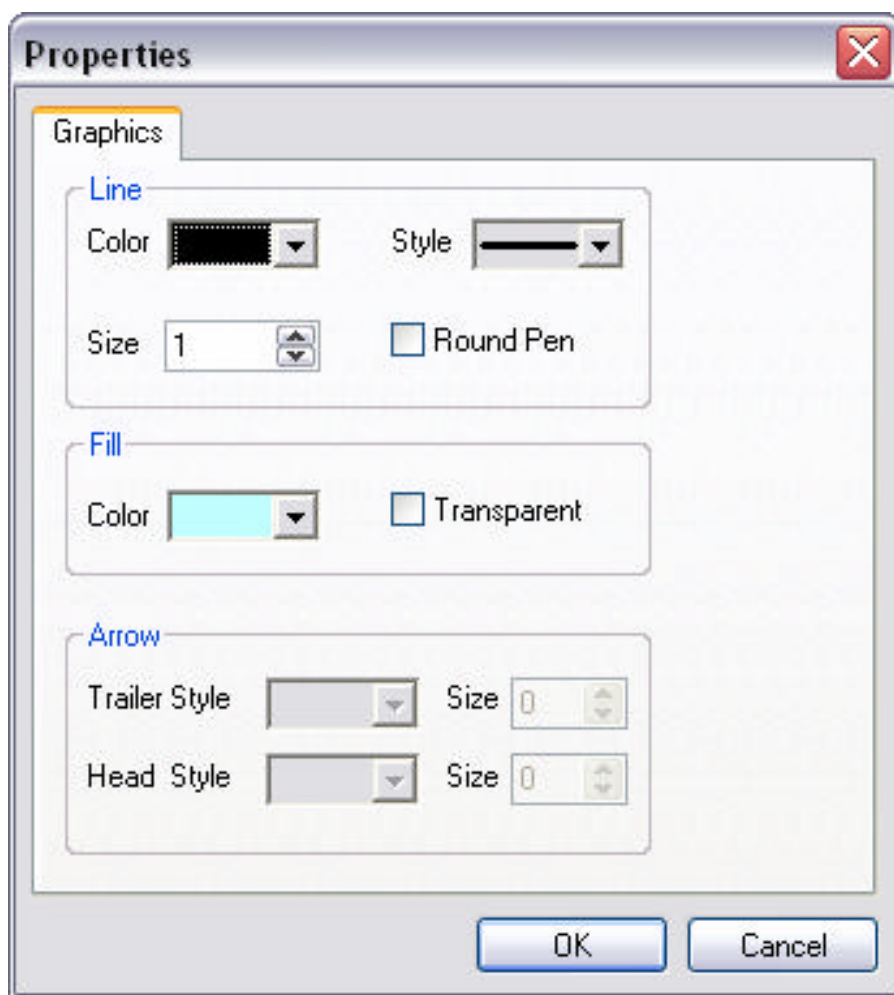 Properties
Graphics
Line
Color Style
Size 1 Round Pen
Fill
Color Transparent
Arrow
Trailer Style Size 0
Head Style Size 0
OK Cancel